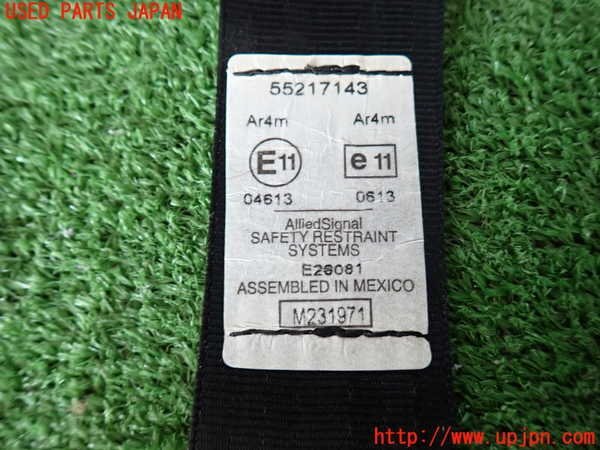 USED PARTS JAPAN
55217143
Ar4m Ar4m
E11 e11
04613 0613
AlliedSignal
SAFETY RESTRAINT
SYSTEMS
E26081
ASSEMBLED IN MEXICO
M231971
http://www.upjpn.com